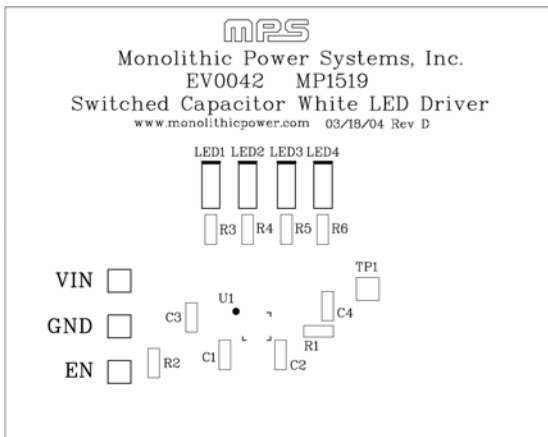 MPS
Monolithic Power Systems, Inc.
EV0042 MP1519
Switched Capacitor White LED Driver
www.monolithicpower.com 03/18/04 Rev D
LED1 LED2 LED3 LED4
R3 R4 R5 R6
TP1
VIN
U1
C3
C4
GND
R1
R2
C1
C2
EN